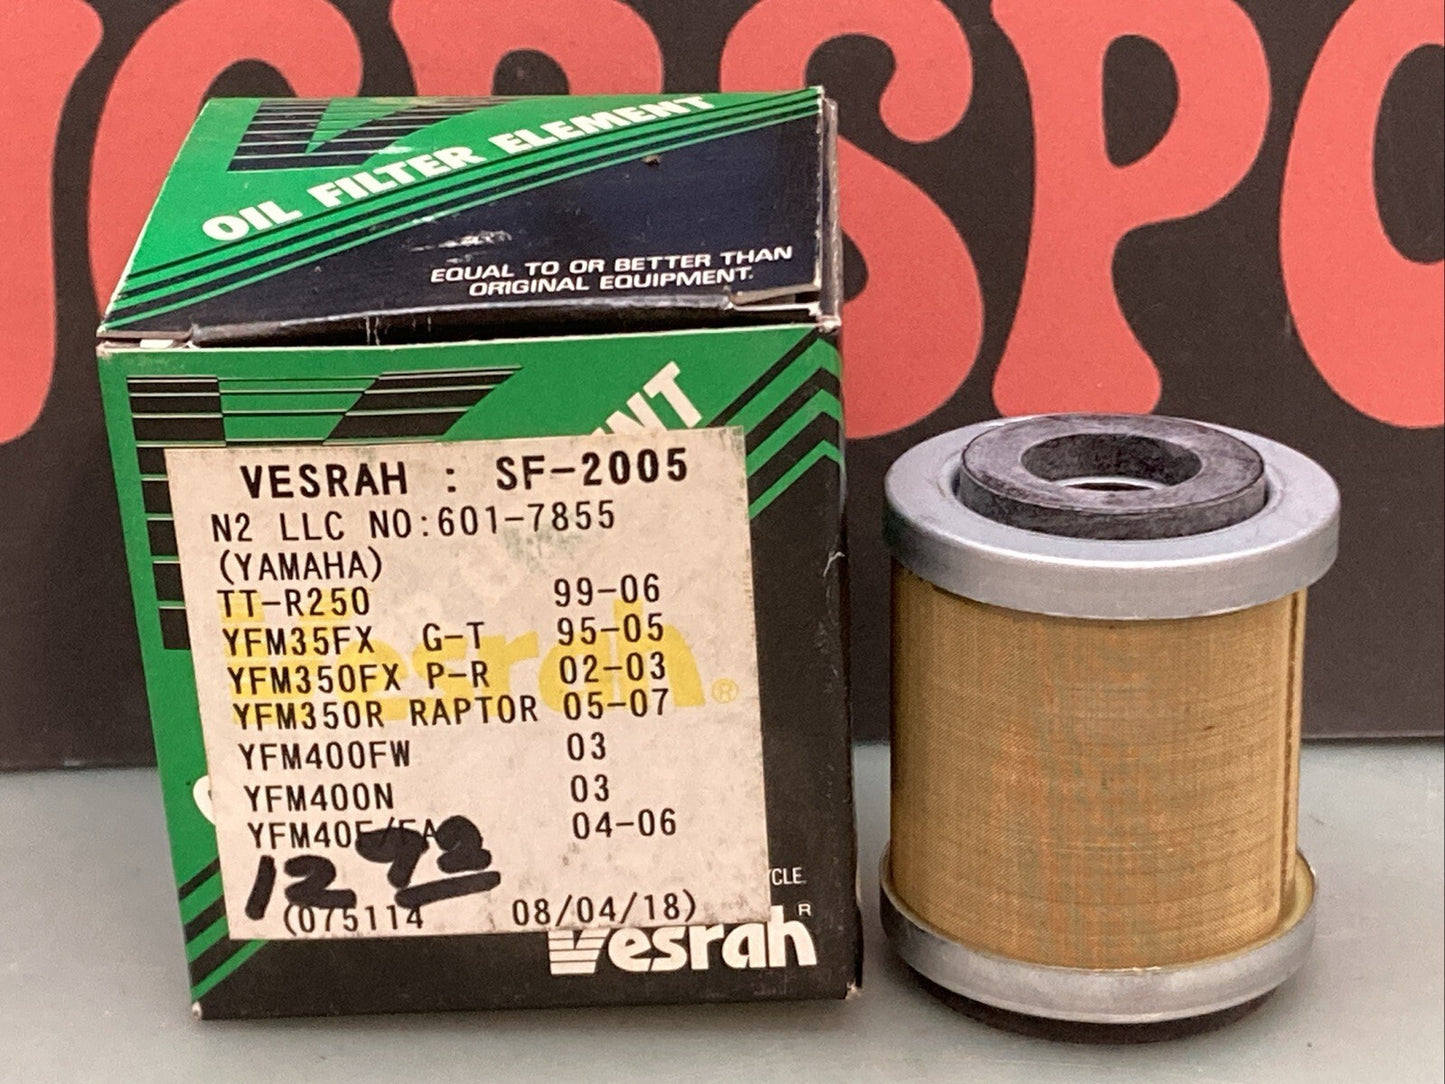 OIL FILTER ELEMENT
EQUAL TO OR BETTER THAN
ORIGINAL EQUIPMENT.
VESRAH : SF-2005
N2 LLC NO:601-7855
(YAMAHA)
TT-R250 99-06
YFM35FX G-T 95-05
YFM350FX P-R 02-03
YFM350R RAPTOR 05-07
YFM400FW 03
YFM400N 03
04-06
12
(075114 08/04/18)
Vesrah®
Vesrah R